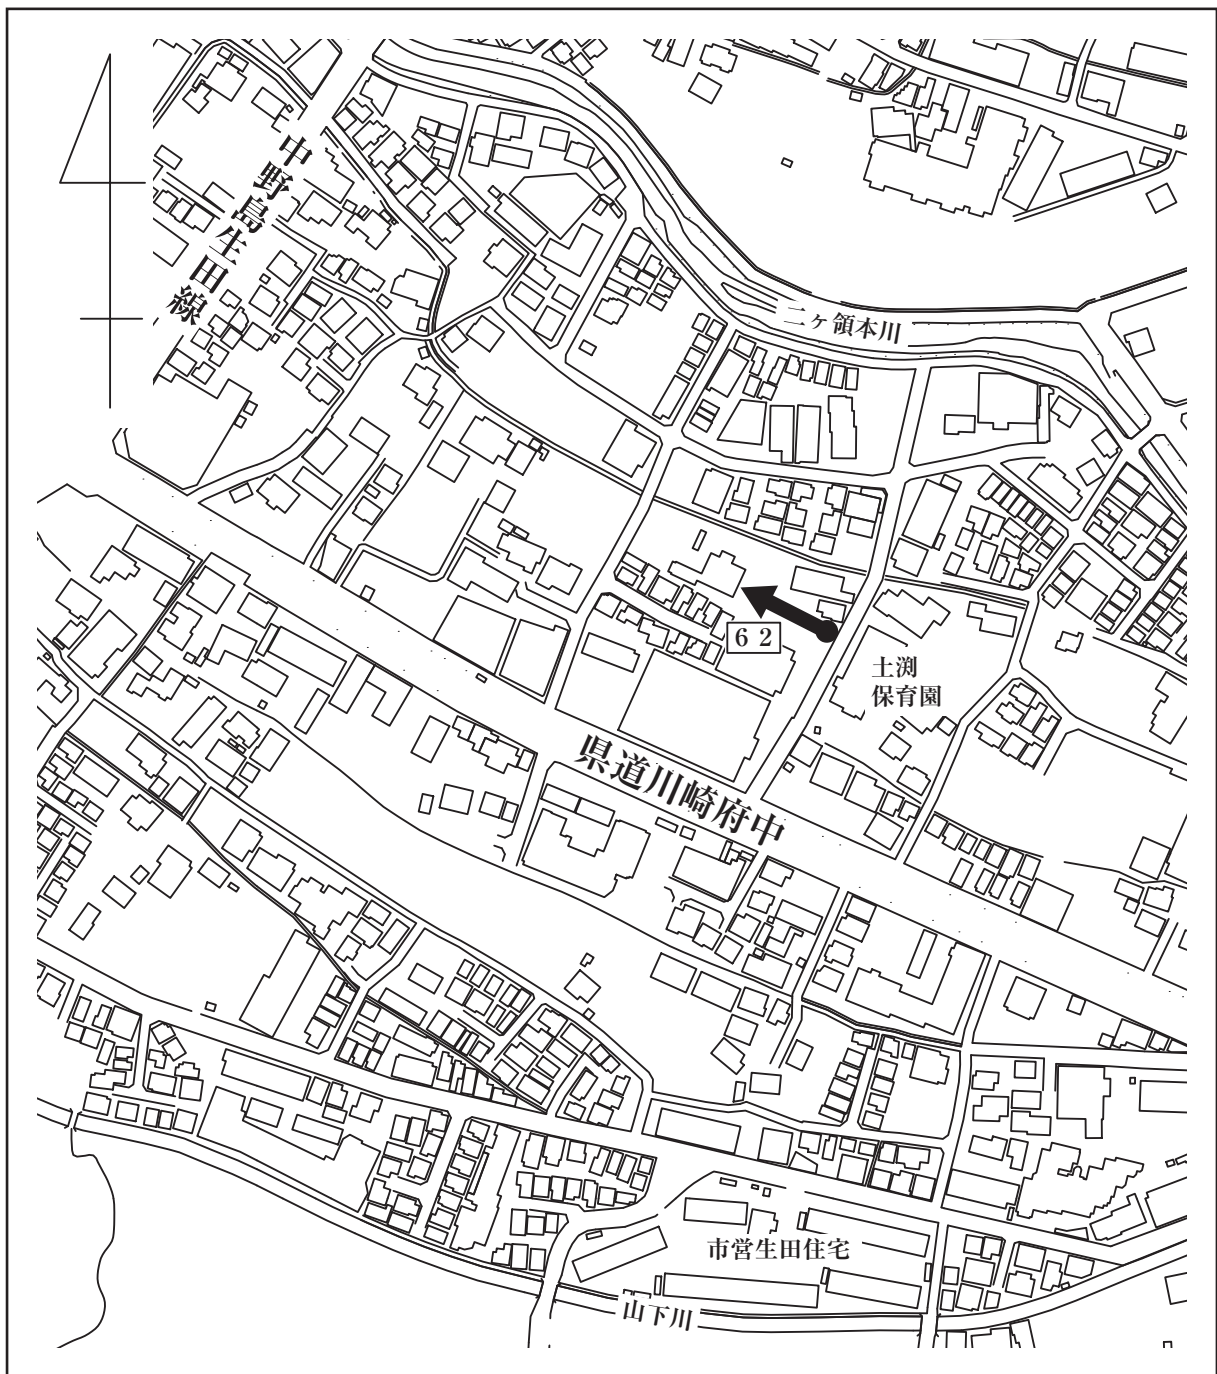 中野島生田線
二ヶ領本川
６２
土渕
保育園
県道川崎府中
市営生田住宅
山下川